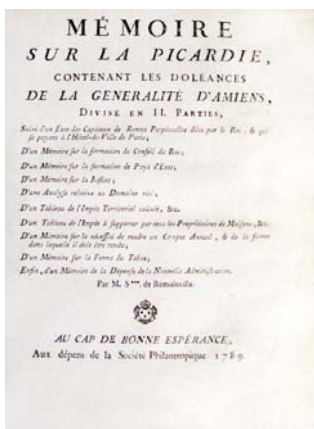 MÉMOIRE
SUR LA PICARDIE,
CONTENANT LES DOLÉANCES
DE LA GENERALITÉ D'AMIENS,
DIVISÉ EN II. PARTIES,
Suivi d'un Etat des Capitaux de Rentes Perpétuelles dûes par le Roi, & qui
se payent à l'Hôtel-de-Ville de Paris;
D'un Mémoire sur la formation du Conseil du Roi;
D'un Mémoire sur la formation de Pays d'Etats;
D'un Mémoire sur la Justice;
D'une Analyse relative au Domaine réel;
D'un Tableau de l'Impôt Territorial &c.
D'un Tableau de l'Impôt à supporter par tous les Propriétaires de Maisons, &c.
D'un Mémoire sur la nécessité de rendre un Compte Annuel, & de la forme
dans laquelle il doit être rendu;
D'un Mémoire sur la Ferme du Tabac;
Enfin, d'un Mémoire de la Dépense de la Nouvelle Administration.
Par M. S***. de Romainville.
AU CAP DE BONNE ESPÉRANCE,
Aux dépens de la Société Philantropique 1789.